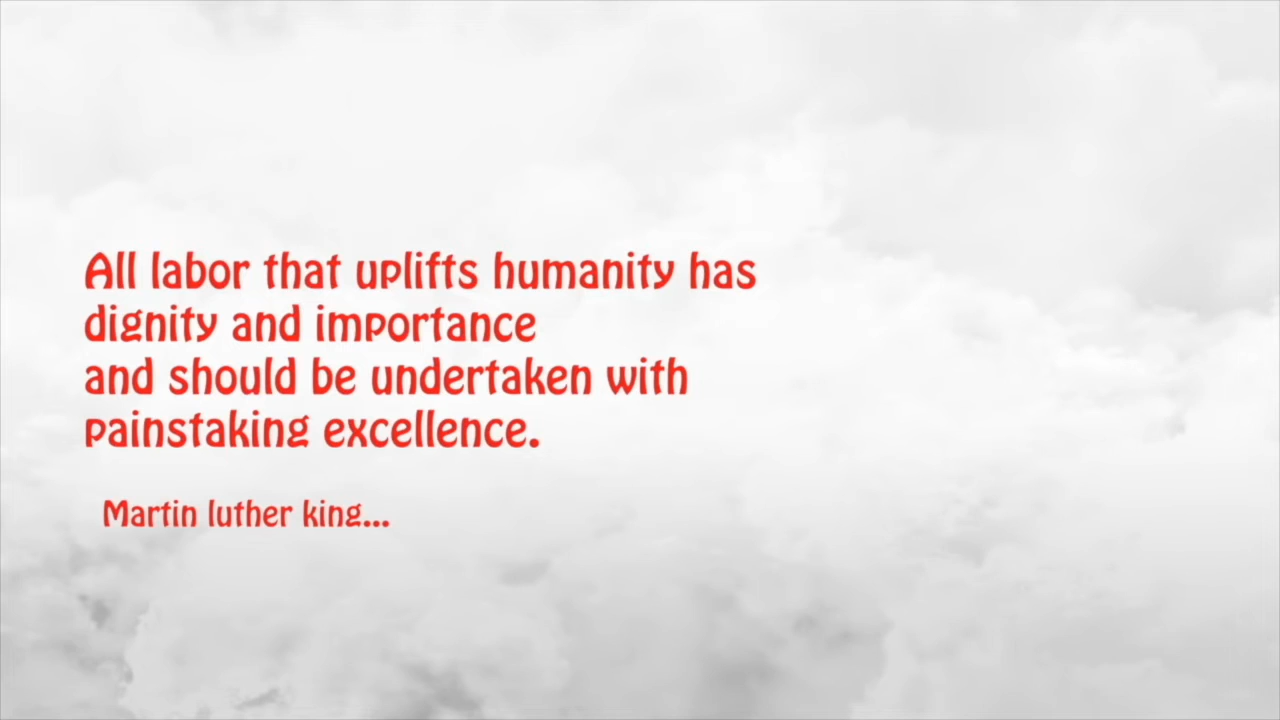 All labor that uplifts humanity has
dignity and importance
and should be undertaken with
painstaking excellence.
Martin luther king...